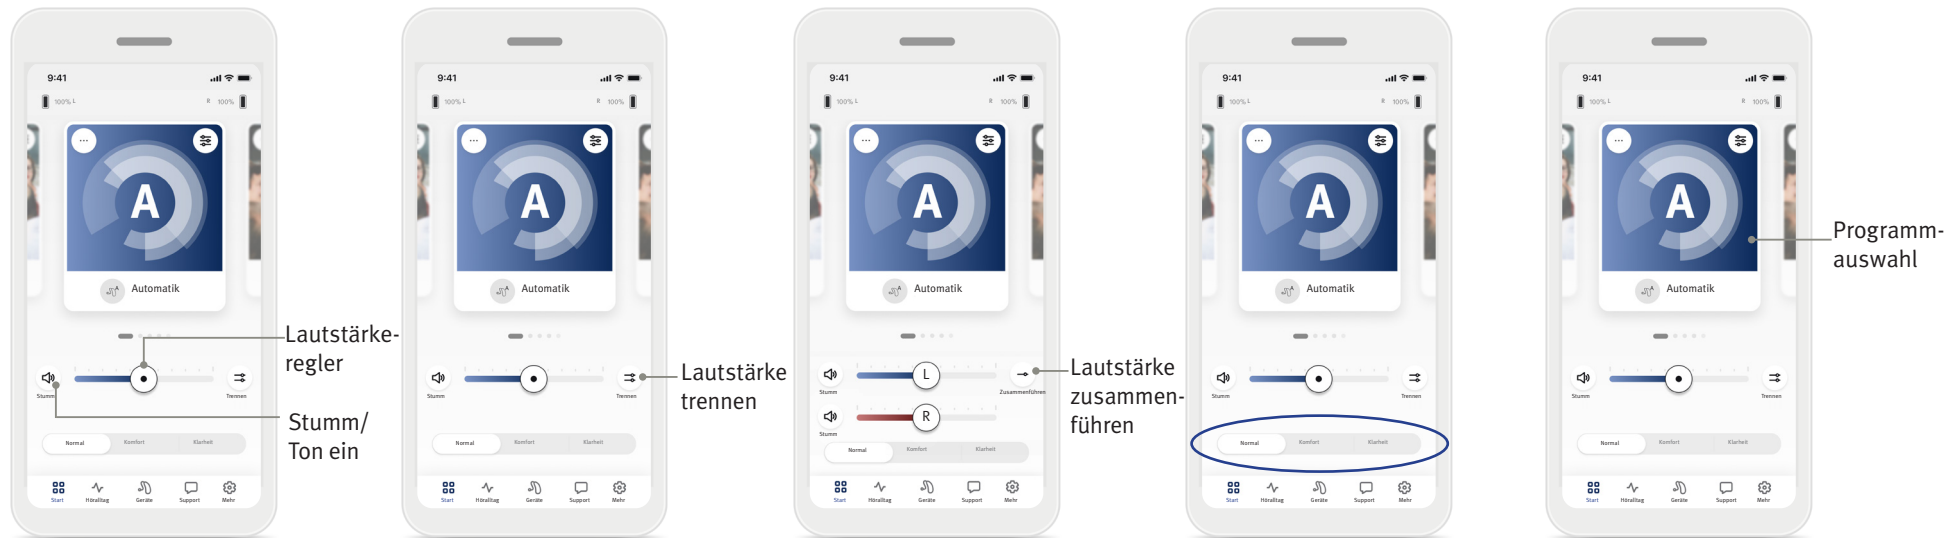 9:41
100% L
R 100%
...
A
A
Automatik
Stumm
Trennen
Normal Komfort Klarheit
Start Höralltag Geräte Support Mehr
Lautstärke-
regler
Stumm/
Ton ein
9:41
100% L
R 100%
...
A
A
Automatik
Stumm
Trennen
Normal Komfort Klarheit
Start Höralltag Geräte Support Mehr
Lautstärke
trennen
9:41
100% L
R 100%
...
A
A
Automatik
L
Stumm
Zusammenführen
R
Stumm
Normal Komfort Klarheit
Start Höralltag Geräte Support Mehr
Lautstärke
zusammen-
führen
9:41
100% L
R 100%
...
A
A
Automatik
Stumm
Trennen
Normal Komfort Klarheit
Start Höralltag Geräte Support Mehr
9:41
100% L
R 100%
...
A
A
Automatik
Stumm
Trennen
Normal Komfort Klarheit
Start Höralltag Geräte Support Mehr
Programm-
auswahl